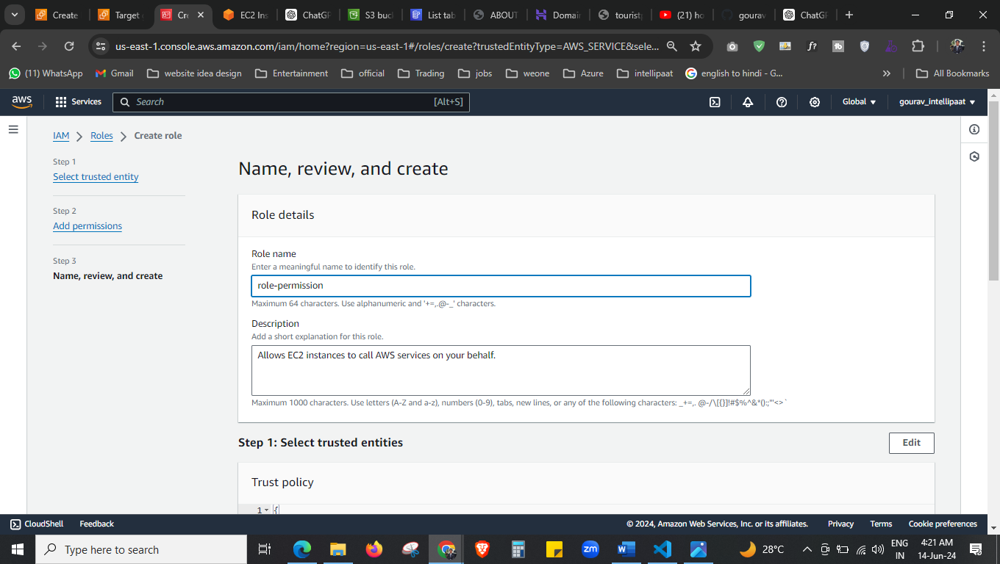 Create
Target
Cre
EC2 Ins
ChatGP
S3 buc
List tab
ABOUT
Domain
tourist
(21) ho
gourav
ChatGP
us-east-1.console.aws.amazon.com/iam/home?region=us-east-1#/roles/create?trustedEntityType=AWS_SERVICE&sele...
(11) WhatsApp
Gmail
website idea design
Entertainment
official
Trading
jobs
weone
Azure
intellipaat
english to hindi - G...
All Bookmarks
aws
Services
Search
[Alt+S]
Global
gourav_intellipaat
IAM
Roles
Create role
Step 1
Select trusted entity
Step 2
Add permissions
Step 3
Name, review, and create
Name, review, and create
Role details
Role name
Enter a meaningful name to identify this role.
role-permission
Maximum 64 characters. Use alphanumeric and '+=,.@-_' characters.
Description
Add a short explanation for this role.
Allows EC2 instances to call AWS services on your behalf.
Maximum 1000 characters. Use letters (A-Z and a-z), numbers (0-9), tabs, new lines, or any of the following characters: _+=,. @-/\[{}]!#$%^&*():;"'<>`
Step 1: Select trusted entities
Edit
Trust policy
1
{
CloudShell
Feedback
© 2024, Amazon Web Services, Inc. or its affiliates.
Privacy
Terms
Cookie preferences
Type here to search
zm
28°C
ENG
IN
4:21 AM
14-Jun-24